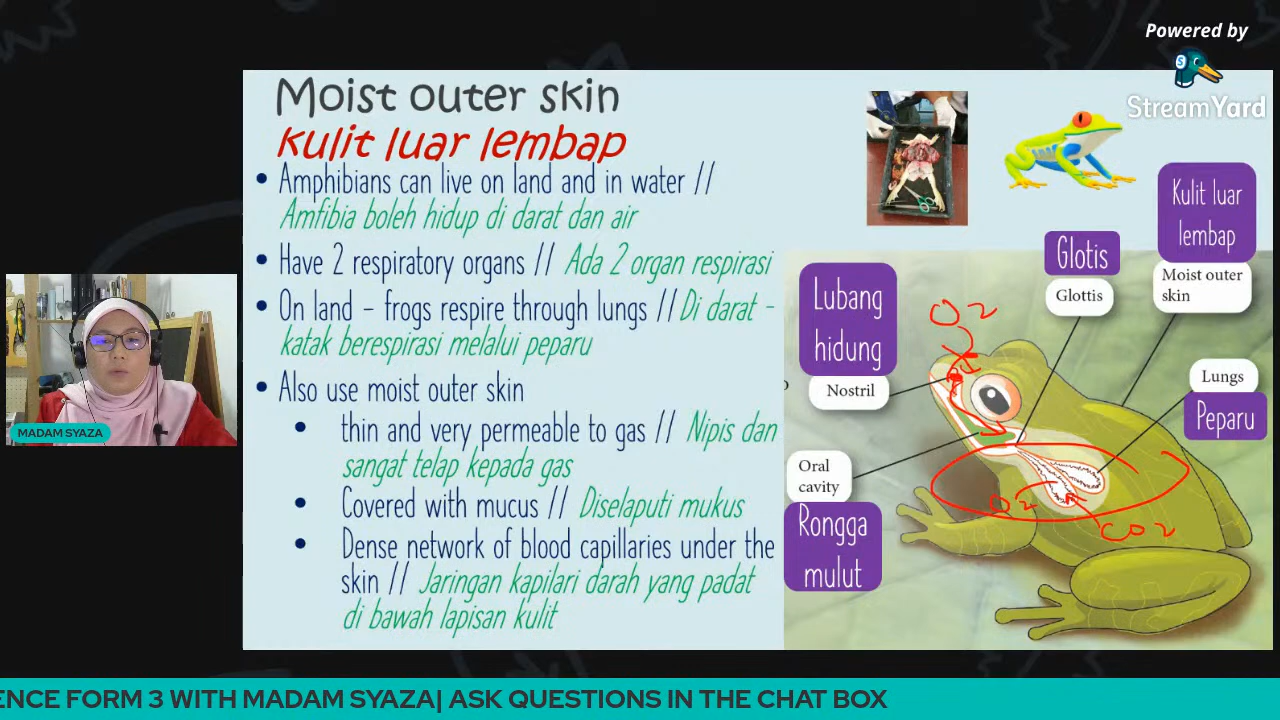 Powered by
StreamYard
Moist outer skin
kulit luar lembap
• Amphibians can live on land and in water //
Amfibia boleh hidup di darat dan air
• Have 2 respiratory organs // Ada 2 organ respirasi
• On land - frogs respire through lungs // Di darat -
katak berespirasi melalui peparu
• Also use moist outer skin
• thin and very permeable to gas // Nipis dan
sangat telap kepada gas
• Covered with mucus // Diselaputi mukus
• Dense network of blood capillaries under the
skin // Jaringan kapilari darah yang padat
di bawah lapisan kulit
Kulit luar
lembap
Moist outer
skin
Glotis
Glottis
Lubang
hidung
Nostril
O2
Lungs
Peparu
Oral
cavity
Rongga
mulut
O2
CO2
MADAM SYAZA
ENCE FORM 3 WITH MADAM SYAZA| ASK QUESTIONS IN THE CHAT BOX